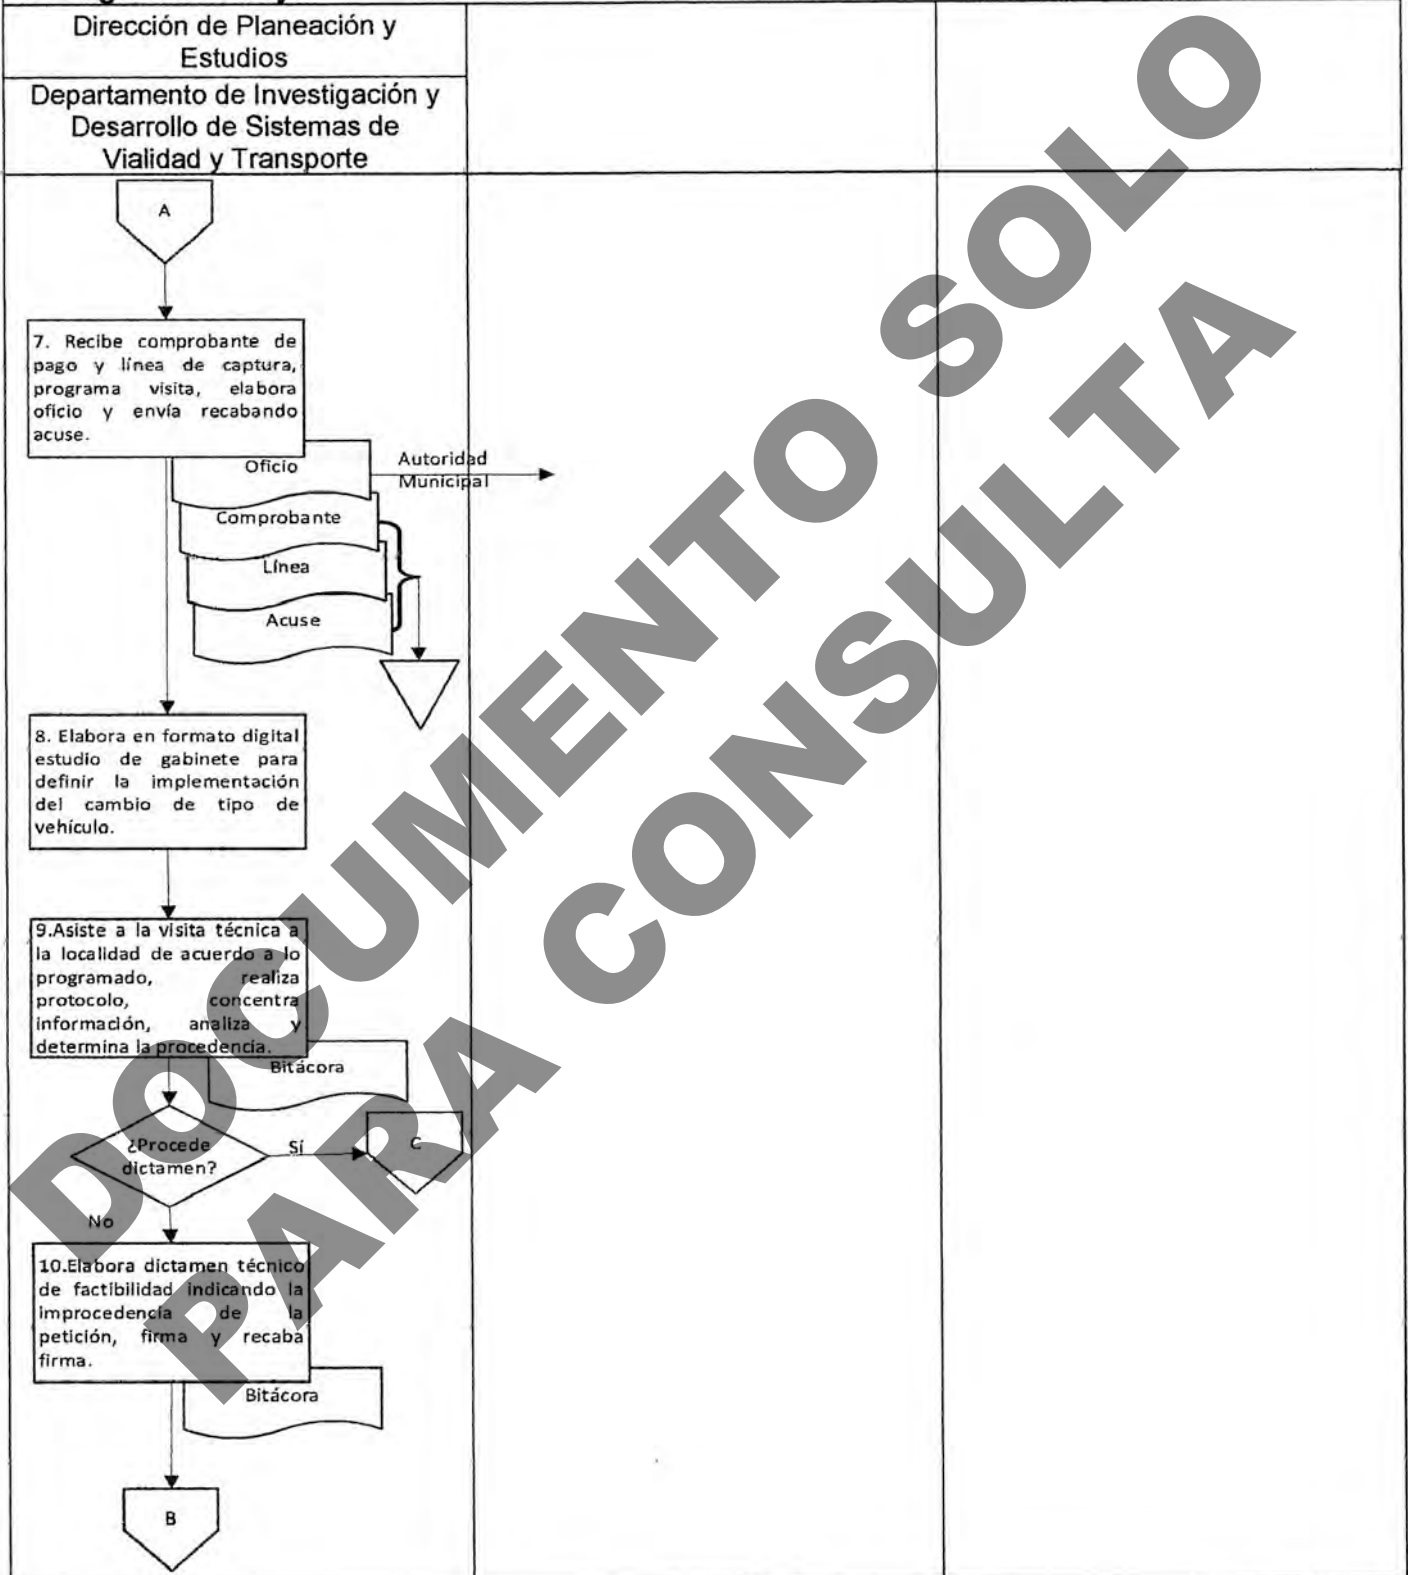 Dirección de Planeación y
Estudios
Departamento de Investigación y
Desarrollo de Sistemas de
Vialidad y Transporte
A
7. Recibe comprobante de
pago y línea de captura,
programa visita, elabora
oficio y envía recabando
acuse.
Oficio
Autoridad
Municipal
Comprobante
Línea
Acuse
8. Elabora en formato digital
estudio de gabinete para
definir la implementación
del cambio de tipo de
vehículo.
9.Asiste a la visita técnica a
la localidad de acuerdo a lo
programado, realiza
protocolo, concentra
información, analiza y
determina la procedencia.
Bitácora
¿Procede
dictamen?
Sí
C
No
10.Elabora dictamen técnico
de factibilidad indicando la
improcedencia de la
petición, firma y recaba
firma.
Bitácora
B
DOCUMENTO SOLO
PARA CONSULTA